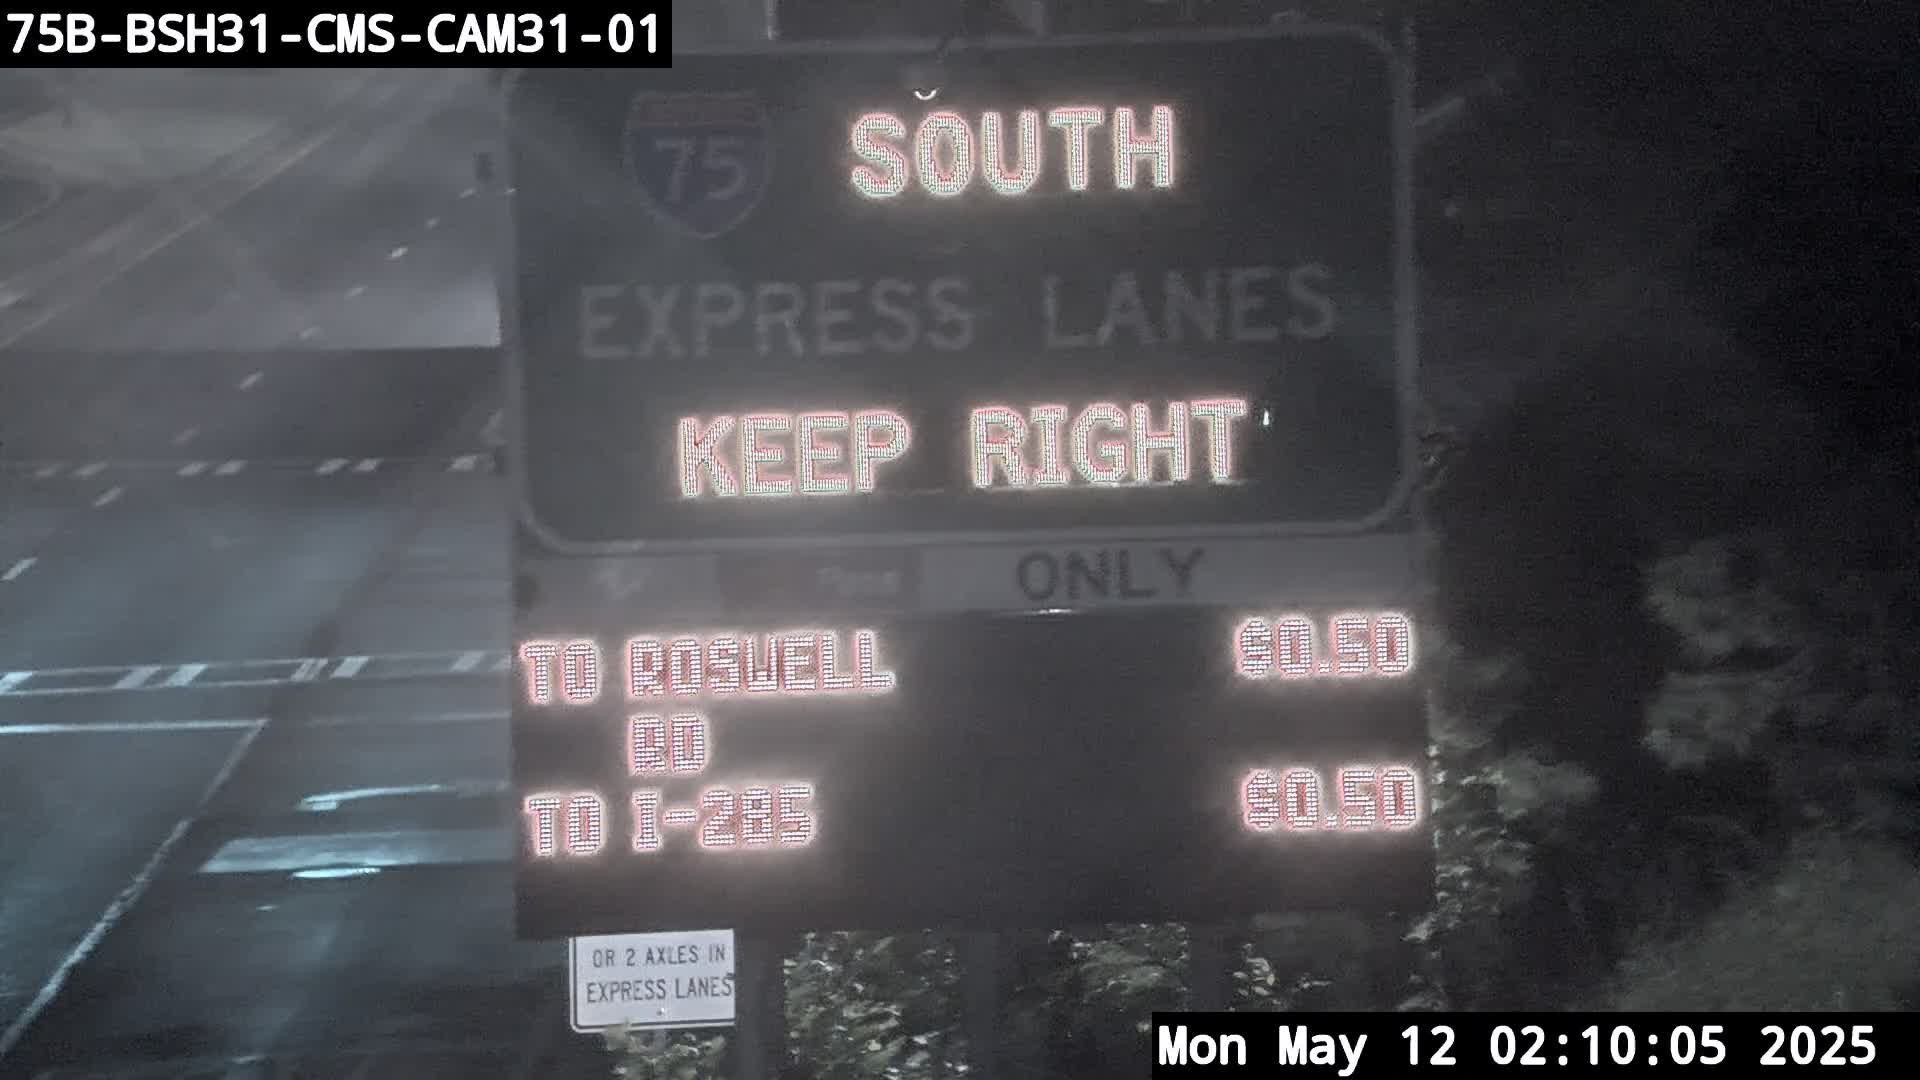 75B-BSH31-CMS-CAM31-01
75 SOUTH
EXPRESS LANES
KEEP RIGHT
Pass ONLY
TO ROSWELL $0.50
RD
TO I-285 $0.50
OR 2 AXLES IN
EXPRESS LANES
Mon May 12 02:10:05 2025